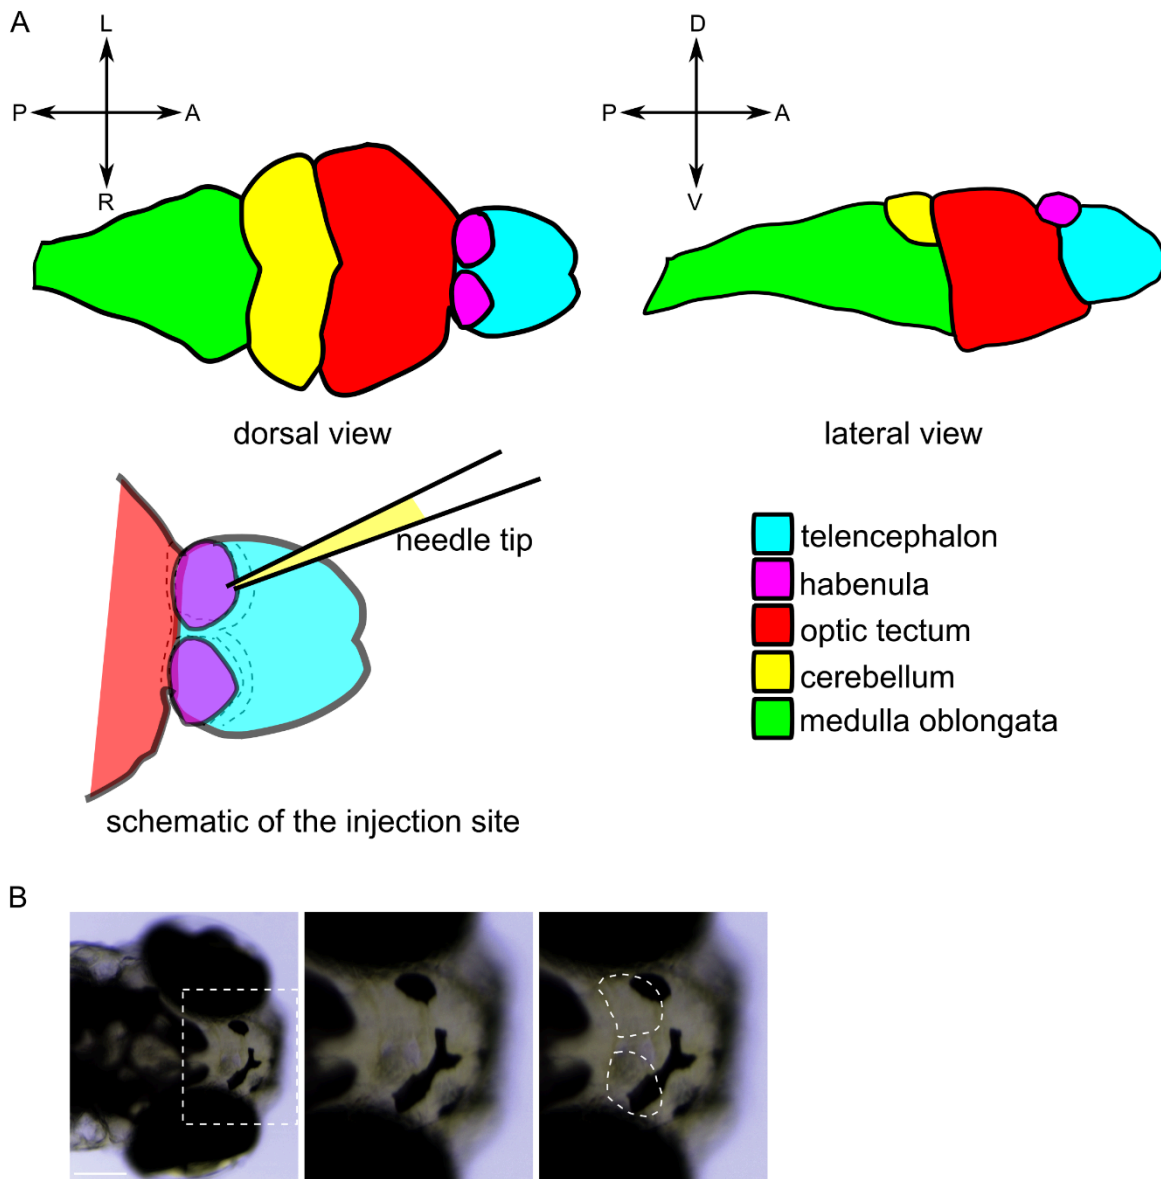 A
L
P
A
R
D
P
A
V
dorsal view
lateral view
needle tip
schematic of the injection site
telencephalon
habenula
optic tectum
cerebellum
medulla oblongata
B